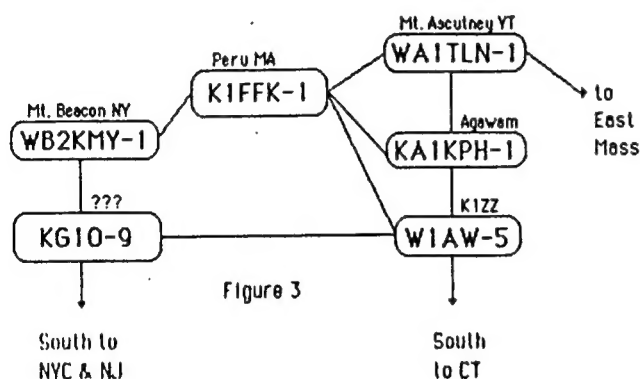 Mt. Ascutney YT
WA1TLN-1
Peru MA
K1FFK-1
to
East
Mass
Mt. Beacon NY
WB2KMY-1
Agawam
KA1KPH-1
???
KG1O-9
K1ZZ
W1AW-5
Figure 3
South to
NYC & NJ
South
to CT